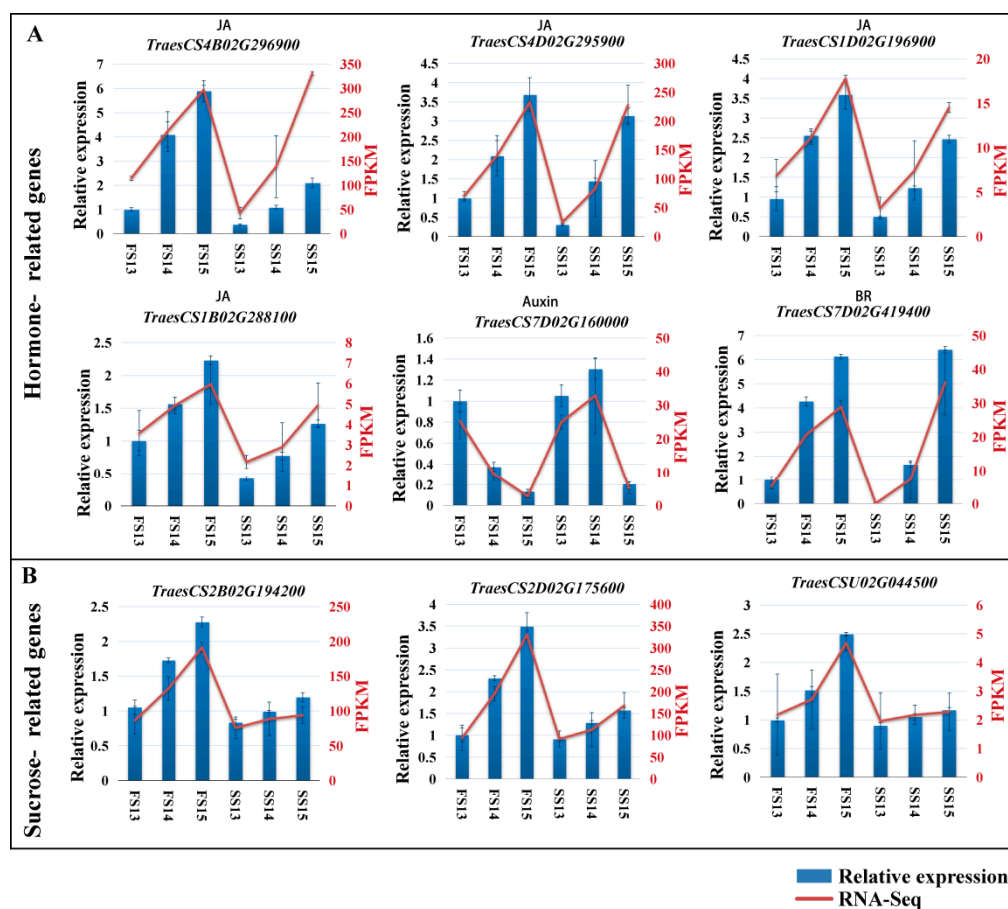 A
Hormone- related genes
JA
TraesCS4B02G296900
Relative expression
7
6
5
4
3
2
1
0
350
300
250
200
150
100
50
0
FPKM
FS13
FS14
FS15
SS13
SS14
SS15
JA
TraesCS4D02G295900
Relative expression
4.5
4
3.5
3
2.5
2
1.5
1
0.5
0
300
250
200
150
100
50
0
FPKM
FS13
FS14
FS15
SS13
SS14
SS15
JA
TraesCS1D02G196900
Relative expression
4.5
4
3.5
3
2.5
2
1.5
1
0.5
0
20
15
10
5
0
FPKM
FS13
FS14
FS15
SS13
SS14
SS15
JA
TraesCS1B02G288100
Relative expression
2.5
2
1.5
1
0.5
0
8
7
6
5
4
3
2
1
0
FPKM
FS13
FS14
FS15
SS13
SS14
SS15
Auxin
TraesCS7D02G160000
Relative expression
1.6
1.4
1.2
1.0
0.8
0.6
0.4
0.2
0
50
40
30
20
10
0
FPKM
FS13
FS14
FS15
SS13
SS14
SS15
BR
TraesCS7D02G419400
Relative expression
7
6
5
4
3
2
1
0
50
40
30
20
10
0
FPKM
FS13
FS14
FS15
SS13
SS14
SS15
B
Sucrose- related genes
TraesCS2B02G194200
Relative expression
2.5
2
1.5
1
0.5
0
250
200
150
100
50
0
FPKM
FS13
FS14
FS15
SS13
SS14
SS15
TraesCS2D02G175600
Relative expression
4
3.5
3
2.5
2
1.5
1
0.5
0
400
350
300
250
200
150
100
50
0
FPKM
FS13
FS14
FS15
SS13
SS14
SS15
TraesCSU02G044500
Relative expression
3
2.5
2
1.5
1
0.5
0
6
5
4
3
2
1
0
FPKM
FS13
FS14
FS15
SS13
SS14
SS15
Relative expression
RNA-Seq